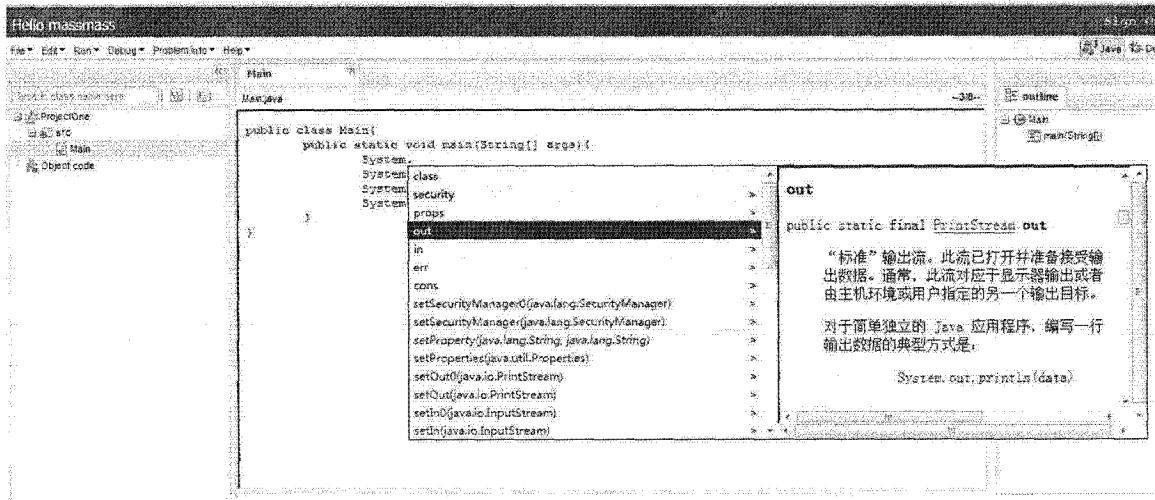 Hello massmass
File Edit Run Debug Problem Info Help
Java
Main
Main.java
--3/8--
outline
ProjectOne
src
Main
Object code
public class Main{
public static void main(String[] args){
System.
System
System
System
}
}
class
security
props
out
in
err
cons
setSecurityManager0(java.lang.SecurityManager)
setSecurityManager(java.lang.SecurityManager)
setProperty(java.lang.String, java.lang.String)
setProperties(java.util.Properties)
setOut0(java.io.PrintStream)
setOut(java.io.PrintStream)
setIn0(java.io.InputStream)
setIn(java.io.InputStream)
out
public static final PrintStream out
“标准”输出流。此流已打开并准备接受输
出数据。通常，此流对应于显示器输出或者
由主机环境或用户指定的另一个输出目标。
对于简单独立的 Java 应用程序，编写一行
输出数据的典型方式是：
System.out.println(data)
Main
main(String[])